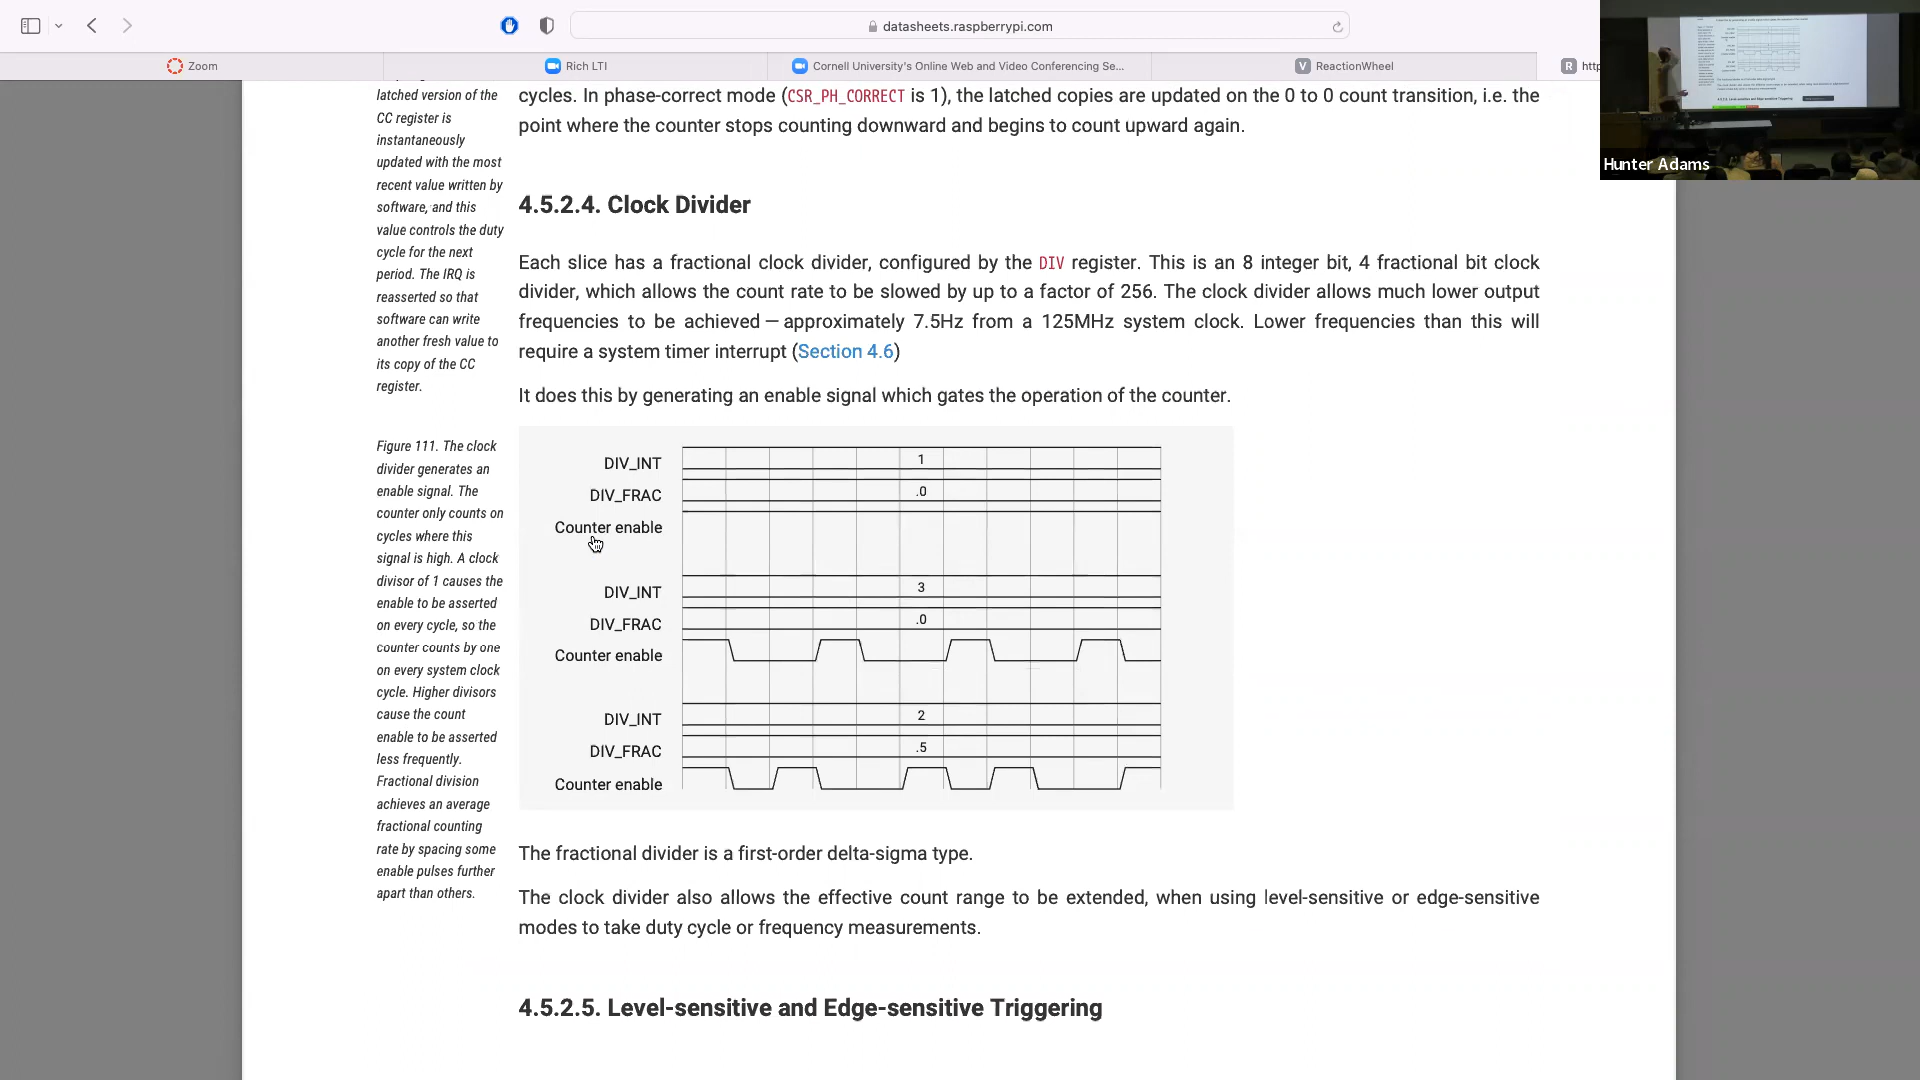 datasheets.raspberrypi.com
Zoom
Rich LTI
Cornell University's Online Web and Video Conferencing Se...
V ReactionWheel
R http
Hunter Adams
latched version of the
CC register is
instantaneously
updated with the most
recent value written by
software, and this
value controls the duty
cycle for the next
period. The IRQ is
reasserted so that
software can write
another fresh value to
its copy of the CC
register.
cycles. In phase-correct mode (CSR_PH_CORRECT is 1), the latched copies are updated on the 0 to 0 count transition, i.e. the
point where the counter stops counting downward and begins to count upward again.
4.5.2.4. Clock Divider
Each slice has a fractional clock divider, configured by the DIV register. This is an 8 integer bit, 4 fractional bit clock
divider, which allows the count rate to be slowed by up to a factor of 256. The clock divider allows much lower output
frequencies to be achieved — approximately 7.5Hz from a 125MHz system clock. Lower frequencies than this will
require a system timer interrupt (Section 4.6)
It does this by generating an enable signal which gates the operation of the counter.
Figure 111. The clock
divider generates an
enable signal. The
counter only counts on
cycles where this
signal is high. A clock
divisor of 1 causes the
enable to be asserted
on every cycle, so the
counter counts by one
on every system clock
cycle. Higher divisors
cause the count
enable to be asserted
less frequently.
Fractional division
achieves an average
fractional counting
rate by spacing some
enable pulses further
apart than others.
DIV_INT 1
DIV_FRAC .0
Counter enable
DIV_INT 3
DIV_FRAC .0
Counter enable
DIV_INT 2
DIV_FRAC .5
Counter enable
The fractional divider is a first-order delta-sigma type.
The clock divider also allows the effective count range to be extended, when using level-sensitive or edge-sensitive
modes to take duty cycle or frequency measurements.
4.5.2.5. Level-sensitive and Edge-sensitive Triggering